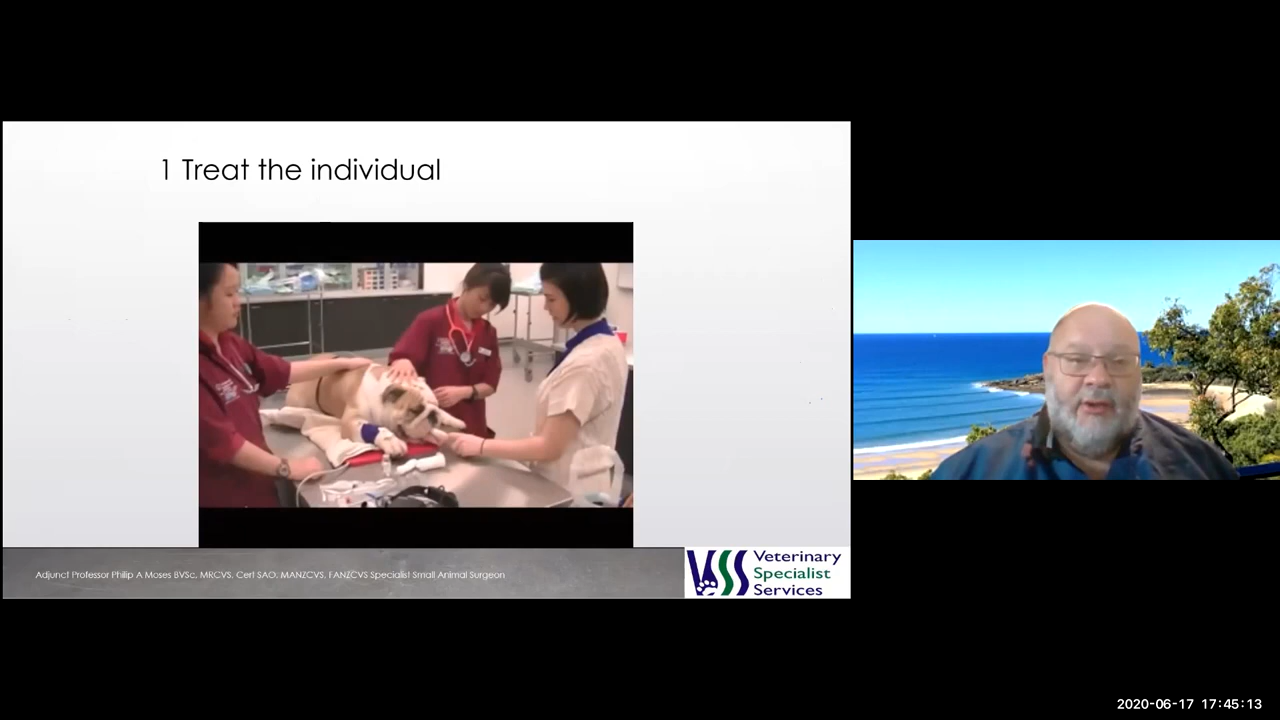 1 Treat the individual
Adjunct Professor Philip A Moses BVSc, MRCVS, Cert SAO, MANZCVS, FANZCVS Specialist Small Animal Surgeon
VSS
Veterinary
Specialist
Services
2020-06-17 17:45:13